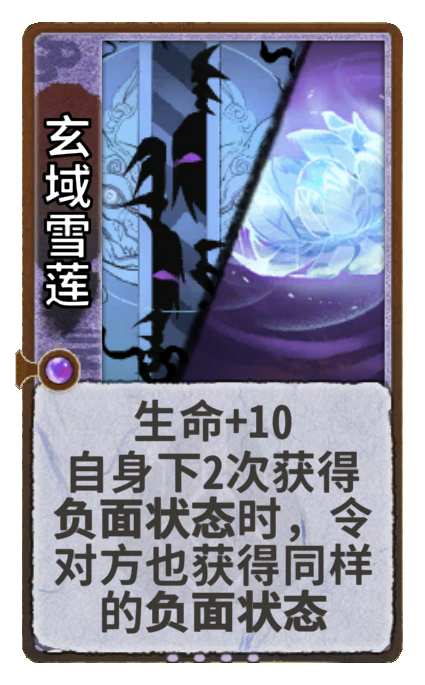 玄域雪莲
生命+10
自身下2次获得
负面状态时，令
对方也获得同样
的负面状态